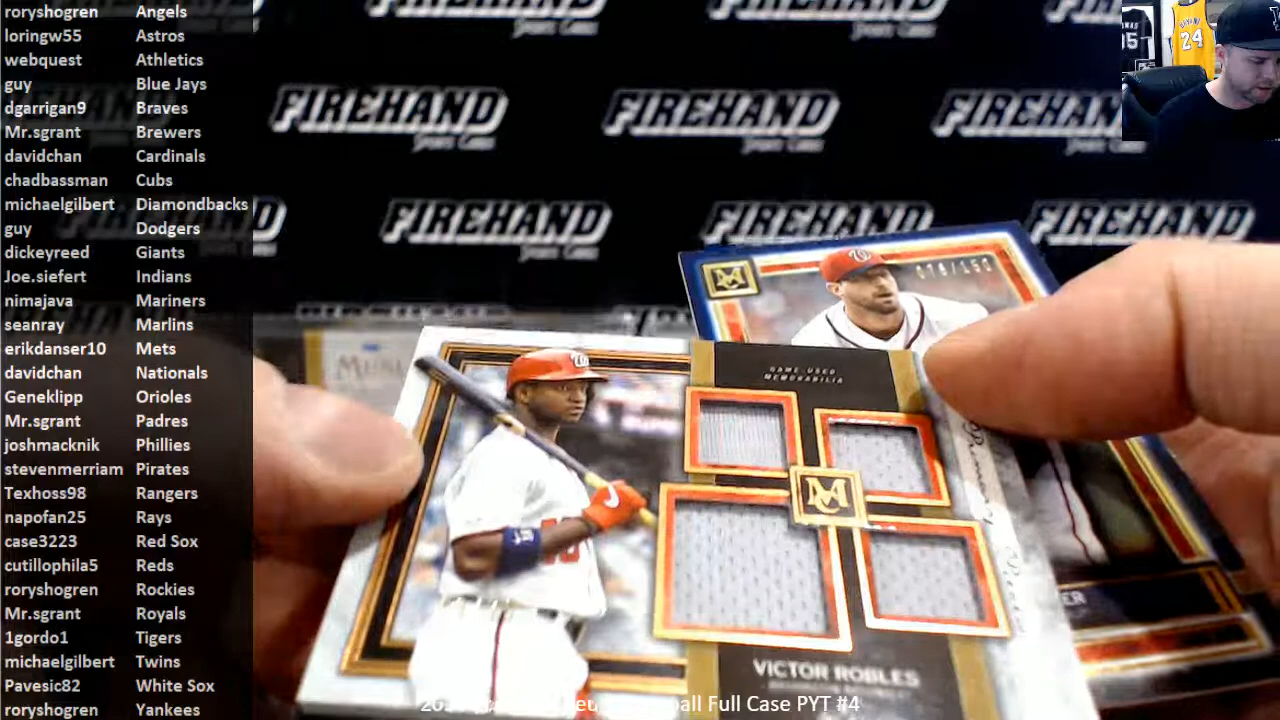 roryshogren Angels
loringw55 Astros
webquest Athletics
guy Blue Jays
dgarrigan9 Braves
Mr.sgrant Brewers
davidchan Cardinals
chadbassman Cubs
michaelgilbert Diamondbacks
guy Dodgers
dickeyreed Giants
Joe.siefert Indians
nimajava Mariners
seanray Marlins
erikdanser10 Mets
davidchan Nationals
Geneklipp Orioles
Mr.sgrant Padres
joshmacknik Phillies
stevenmerriam Pirates
Texhoss98 Rangers
napofan25 Rays
case3223 Red Sox
cutillophila5 Reds
roryshogren Rockies
Mr.sgrant Royals
1gordo1 Tigers
michaelgilbert Twins
Pavesic82 White Sox
roryshogren Yankees
FIREHAND FIREHAND FIREHAND
FIREHAND FIREHAND FIREHAND
24
GAME-USED
MEMORABILIA
VICTOR ROBLES
Full Case PYT #4